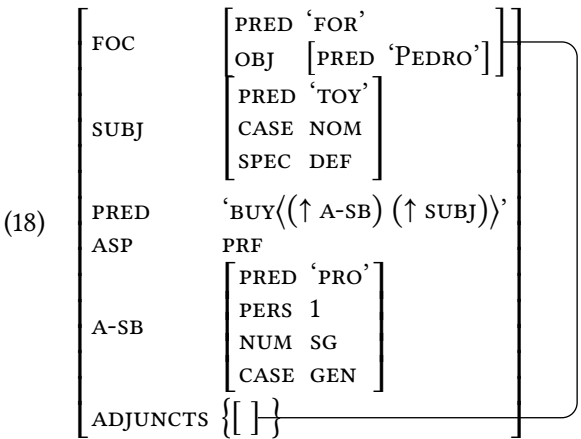 FOC
PRED ‘FOR’
OBJ [PRED ‘PEDRO’]
SUBJ
PRED ‘TOY’
CASE NOM
SPEC DEF
(18) PRED ‘BUY⟨(↑ A-SB) (↑ SUBJ)⟩’
ASP PRF
A-SB
PRED ‘PRO’
PERS 1
NUM SG
CASE GEN
ADJUNCTS {[ ]}